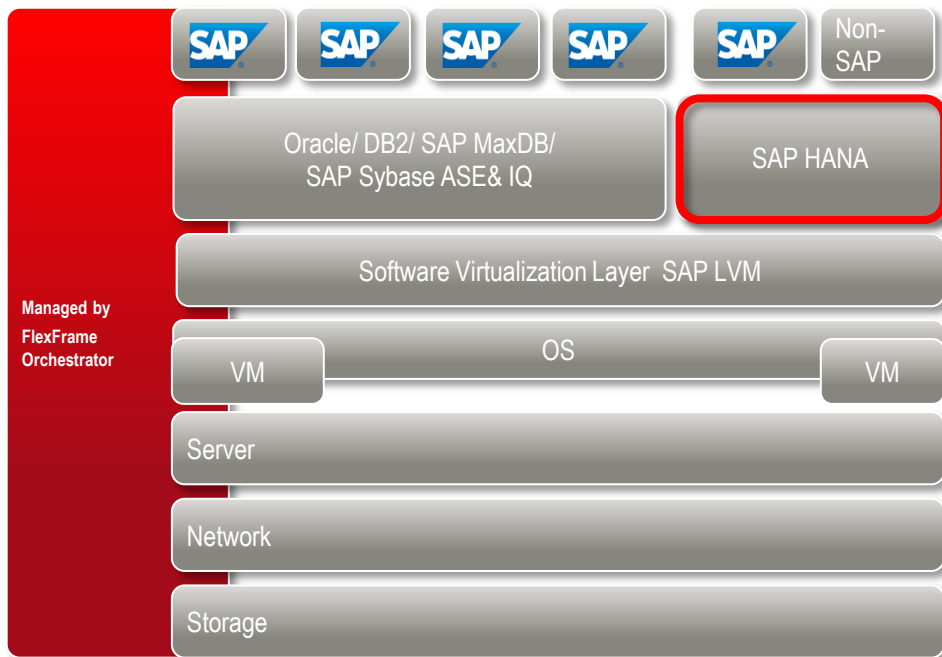 SAP
SAP
SAP
SAP
SAP
Non-
SAP
Oracle/ DB2/ SAP MaxDB/
SAP Sybase ASE& IQ
SAP HANA
Software Virtualization Layer  SAP LVM
Managed by
FlexFrame
Orchestrator
OS
VM
VM
Server
Network
Storage